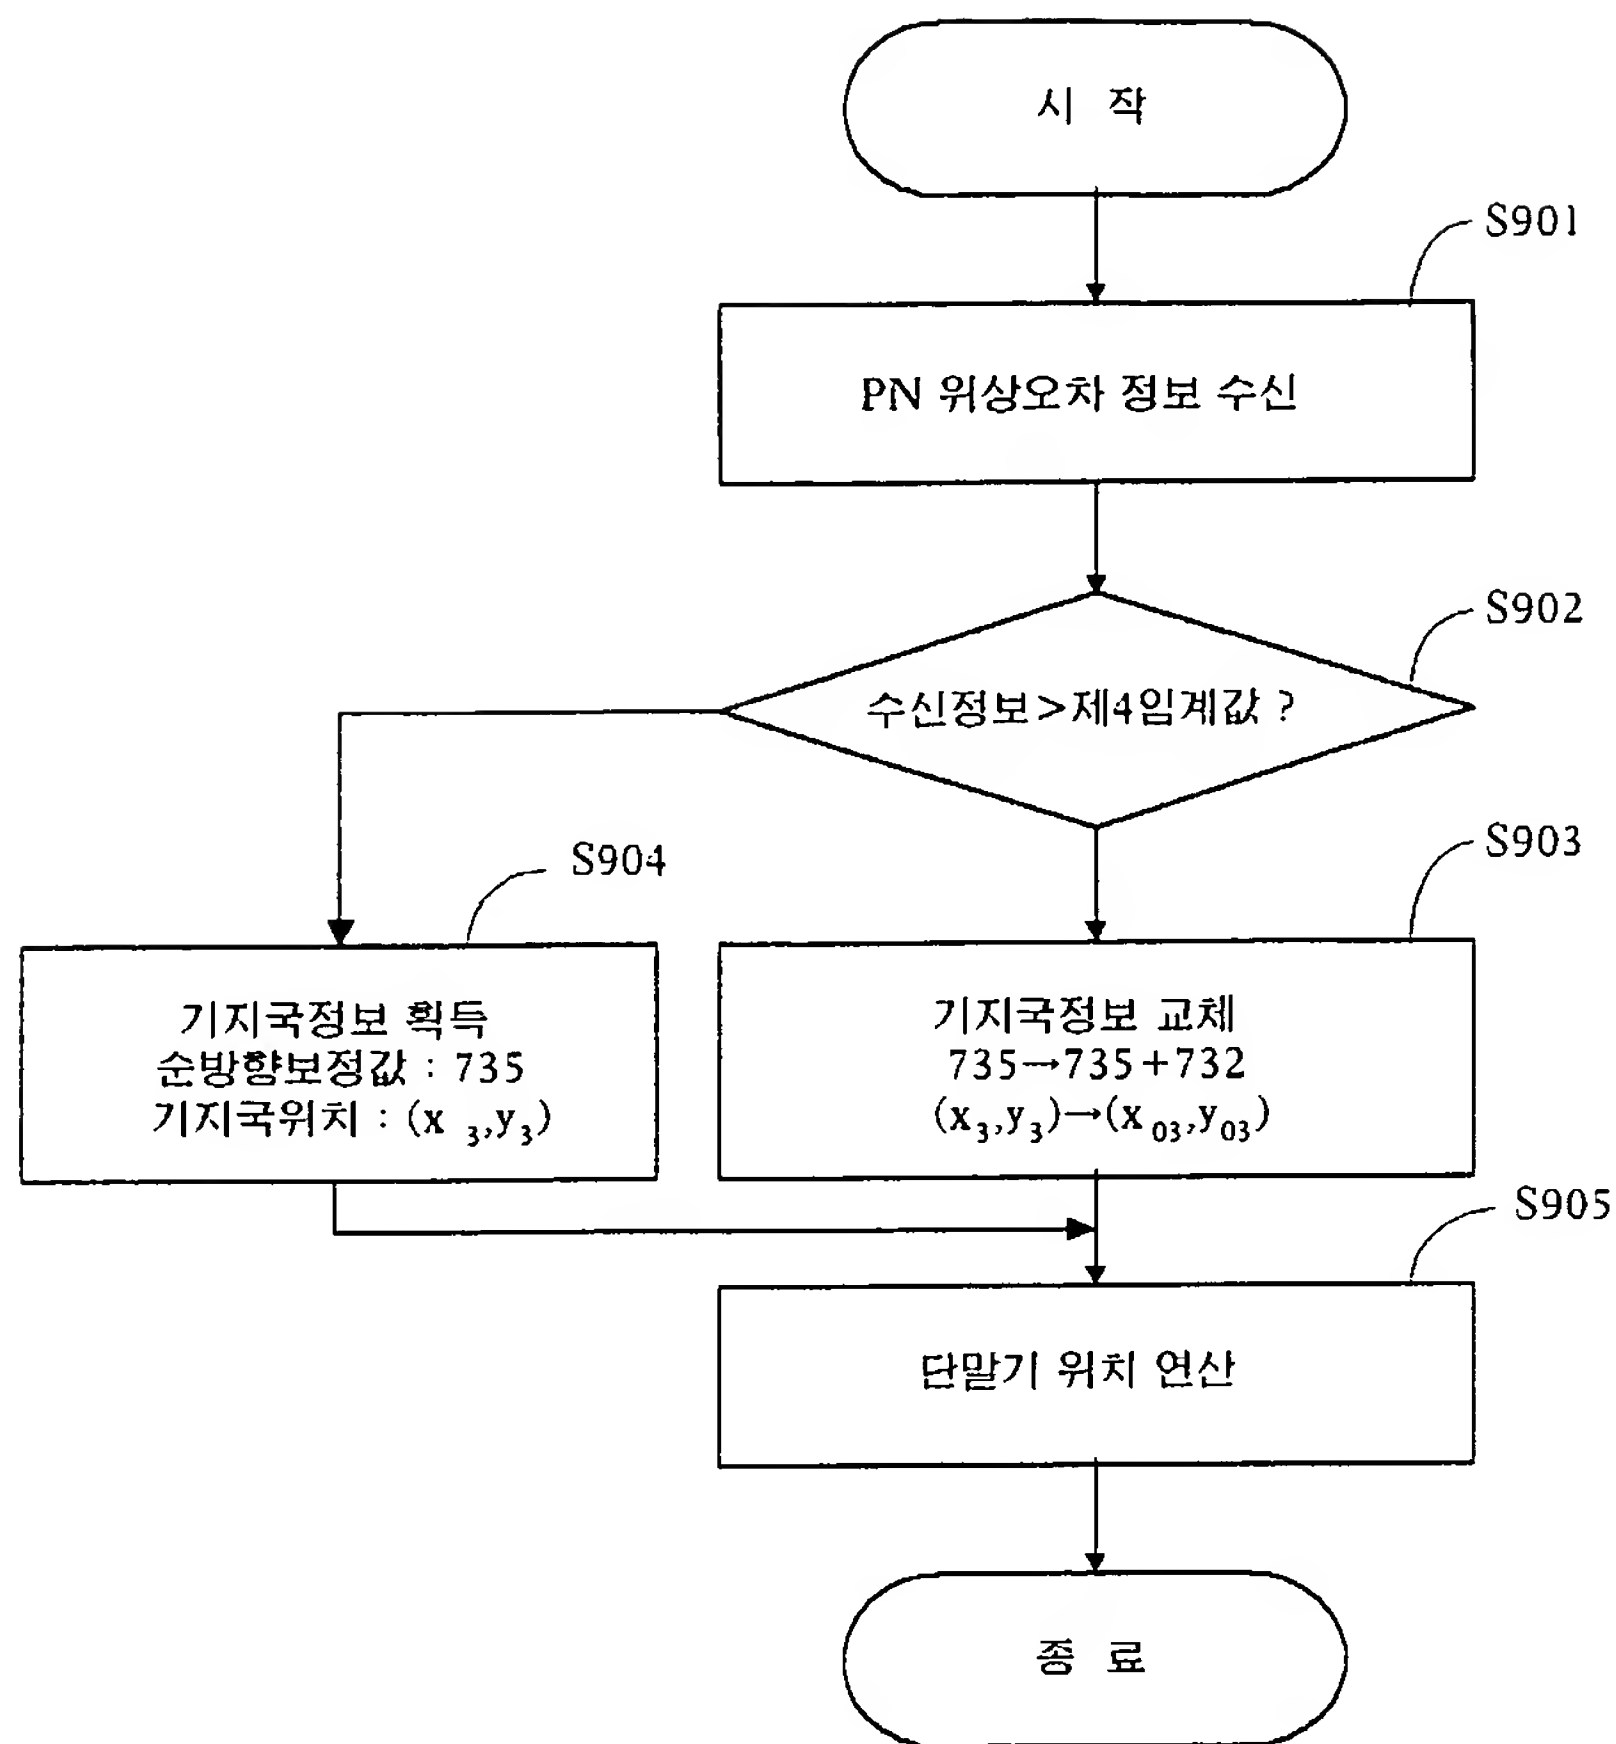 시 작
S901
PN 위상오차 정보 수신
S902
수신정보>제4임계값 ?
S904
S903
기지국정보 획득
순방향보정값 : 735
기지국위치 : (x ₃,y₃)
기지국정보 교체
735→735+732
(x₃,y₃)→(x₀₃,y₀₃)
S905
단말기 위치 연산
종 료